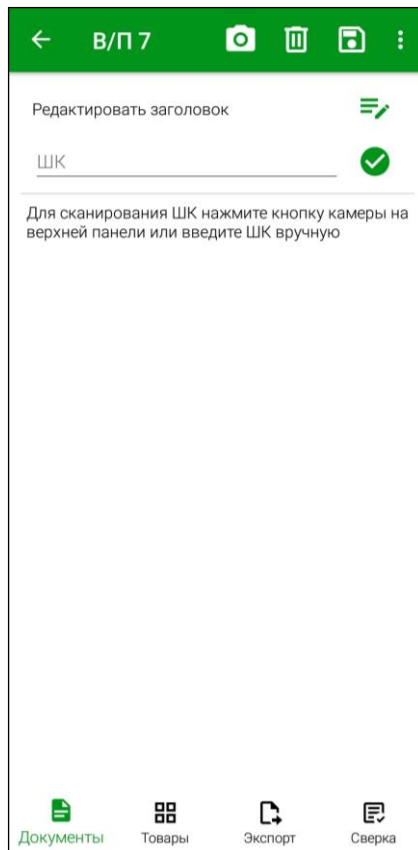 В/П 7
Редактировать заголовок
ШК
Для сканирования ШК нажмите кнопку камеры на
верхней панели или введите ШК вручную
Документы Товары Экспорт Сверка